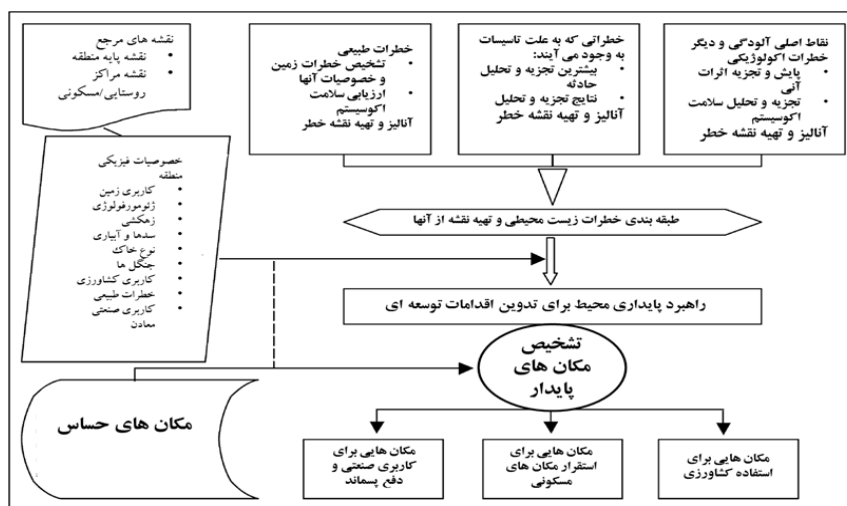 نقشه های مرجع
• نقشه پایه منطقه
• نقشه مراکز
روستایی/مسکونی
خطرات طبیعی
• تشخیص خطرات زمین
و خصوصیات آنها
• ارزیابی سلامت
اکوسیستم
آنالیز و تهیه نقشه خطر
خطراتی که به علت تاسیسات
به وجود می آیند:
• بیشترین تجزیه و تحلیل
حادثه
• نتایج تجزیه و تحلیل
آنالیز و تهیه نقشه خطر
نقاط اصلی آلودگی و دیگر
خطرات اکولوژیکی
• پایش و تجزیه اثرات
آنی
• تجزیه و تحلیل سلامت
اکوسیستم
آنالیز و تهیه نقشه خطر
خصوصیات فیزیکی
منطقه
• کاربری زمین
• ژئومورفولوژی
• زهکشی
• سدها و آبیاری
• نوع خاک
• جنگل ها
• کاربری کشاورزی
• خطرات طبیعی
• کاربری صنعتی
معادن
طبقه بندی خطرات زیست محیطی و تهیه نقشه از آنها
راهبرد پایداری محیط برای تدوین اقدامات توسعه ای
تشخیص
مکان های
پایدار
مکان های حساس
مکان هایی برای
کاربری صنعتی و
دفع پسماند
مکان هایی برای
استقرار مکان های
مسکونی
مکان هایی برای
استفاده کشاورزی